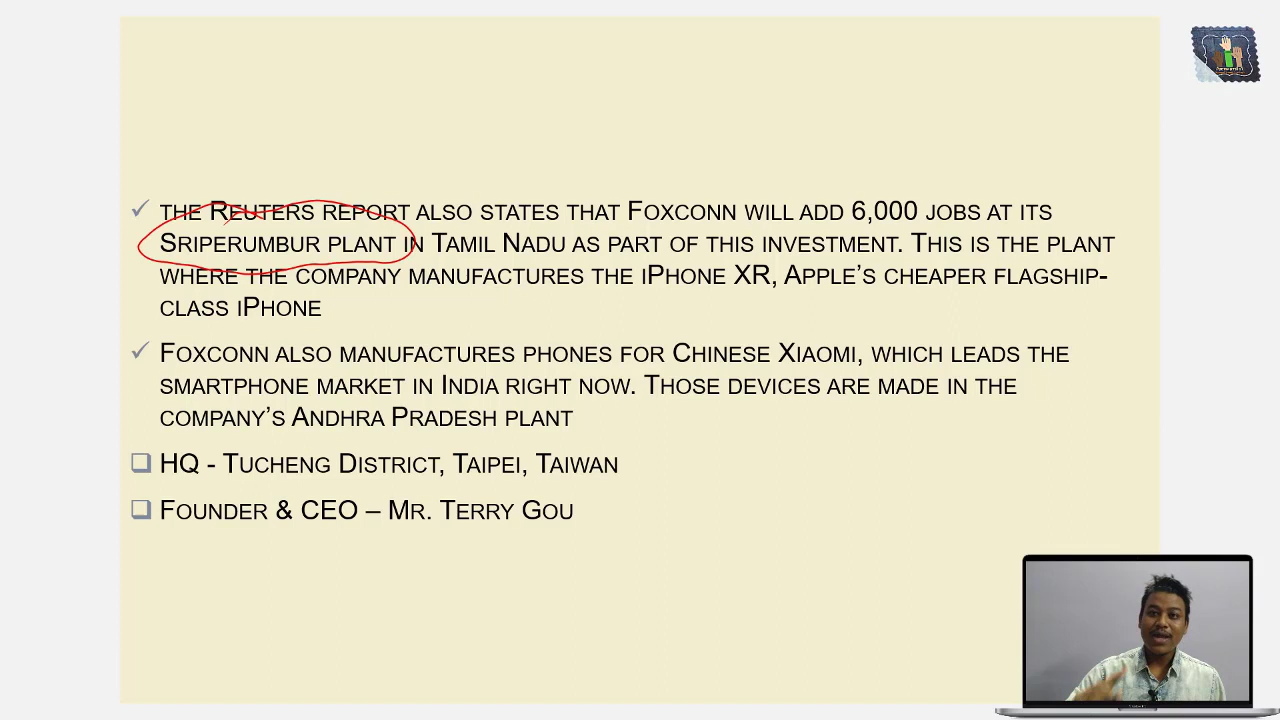 THE REUTERS REPORT ALSO STATES THAT FOXCONN WILL ADD 6,000 JOBS AT ITS
SRIPERUMBUR PLANT IN TAMIL NADU AS PART OF THIS INVESTMENT. THIS IS THE PLANT
WHERE THE COMPANY MANUFACTURES THE IPHONE XR, APPLE’S CHEAPER FLAGSHIP-
CLASS IPHONE
FOXCONN ALSO MANUFACTURES PHONES FOR CHINESE XIAOMI, WHICH LEADS THE
SMARTPHONE MARKET IN INDIA RIGHT NOW. THOSE DEVICES ARE MADE IN THE
COMPANY’S ANDHRA PRADESH PLANT
HQ - TUCHENG DISTRICT, TAIPEI, TAIWAN
FOUNDER & CEO – MR. TERRY GOU